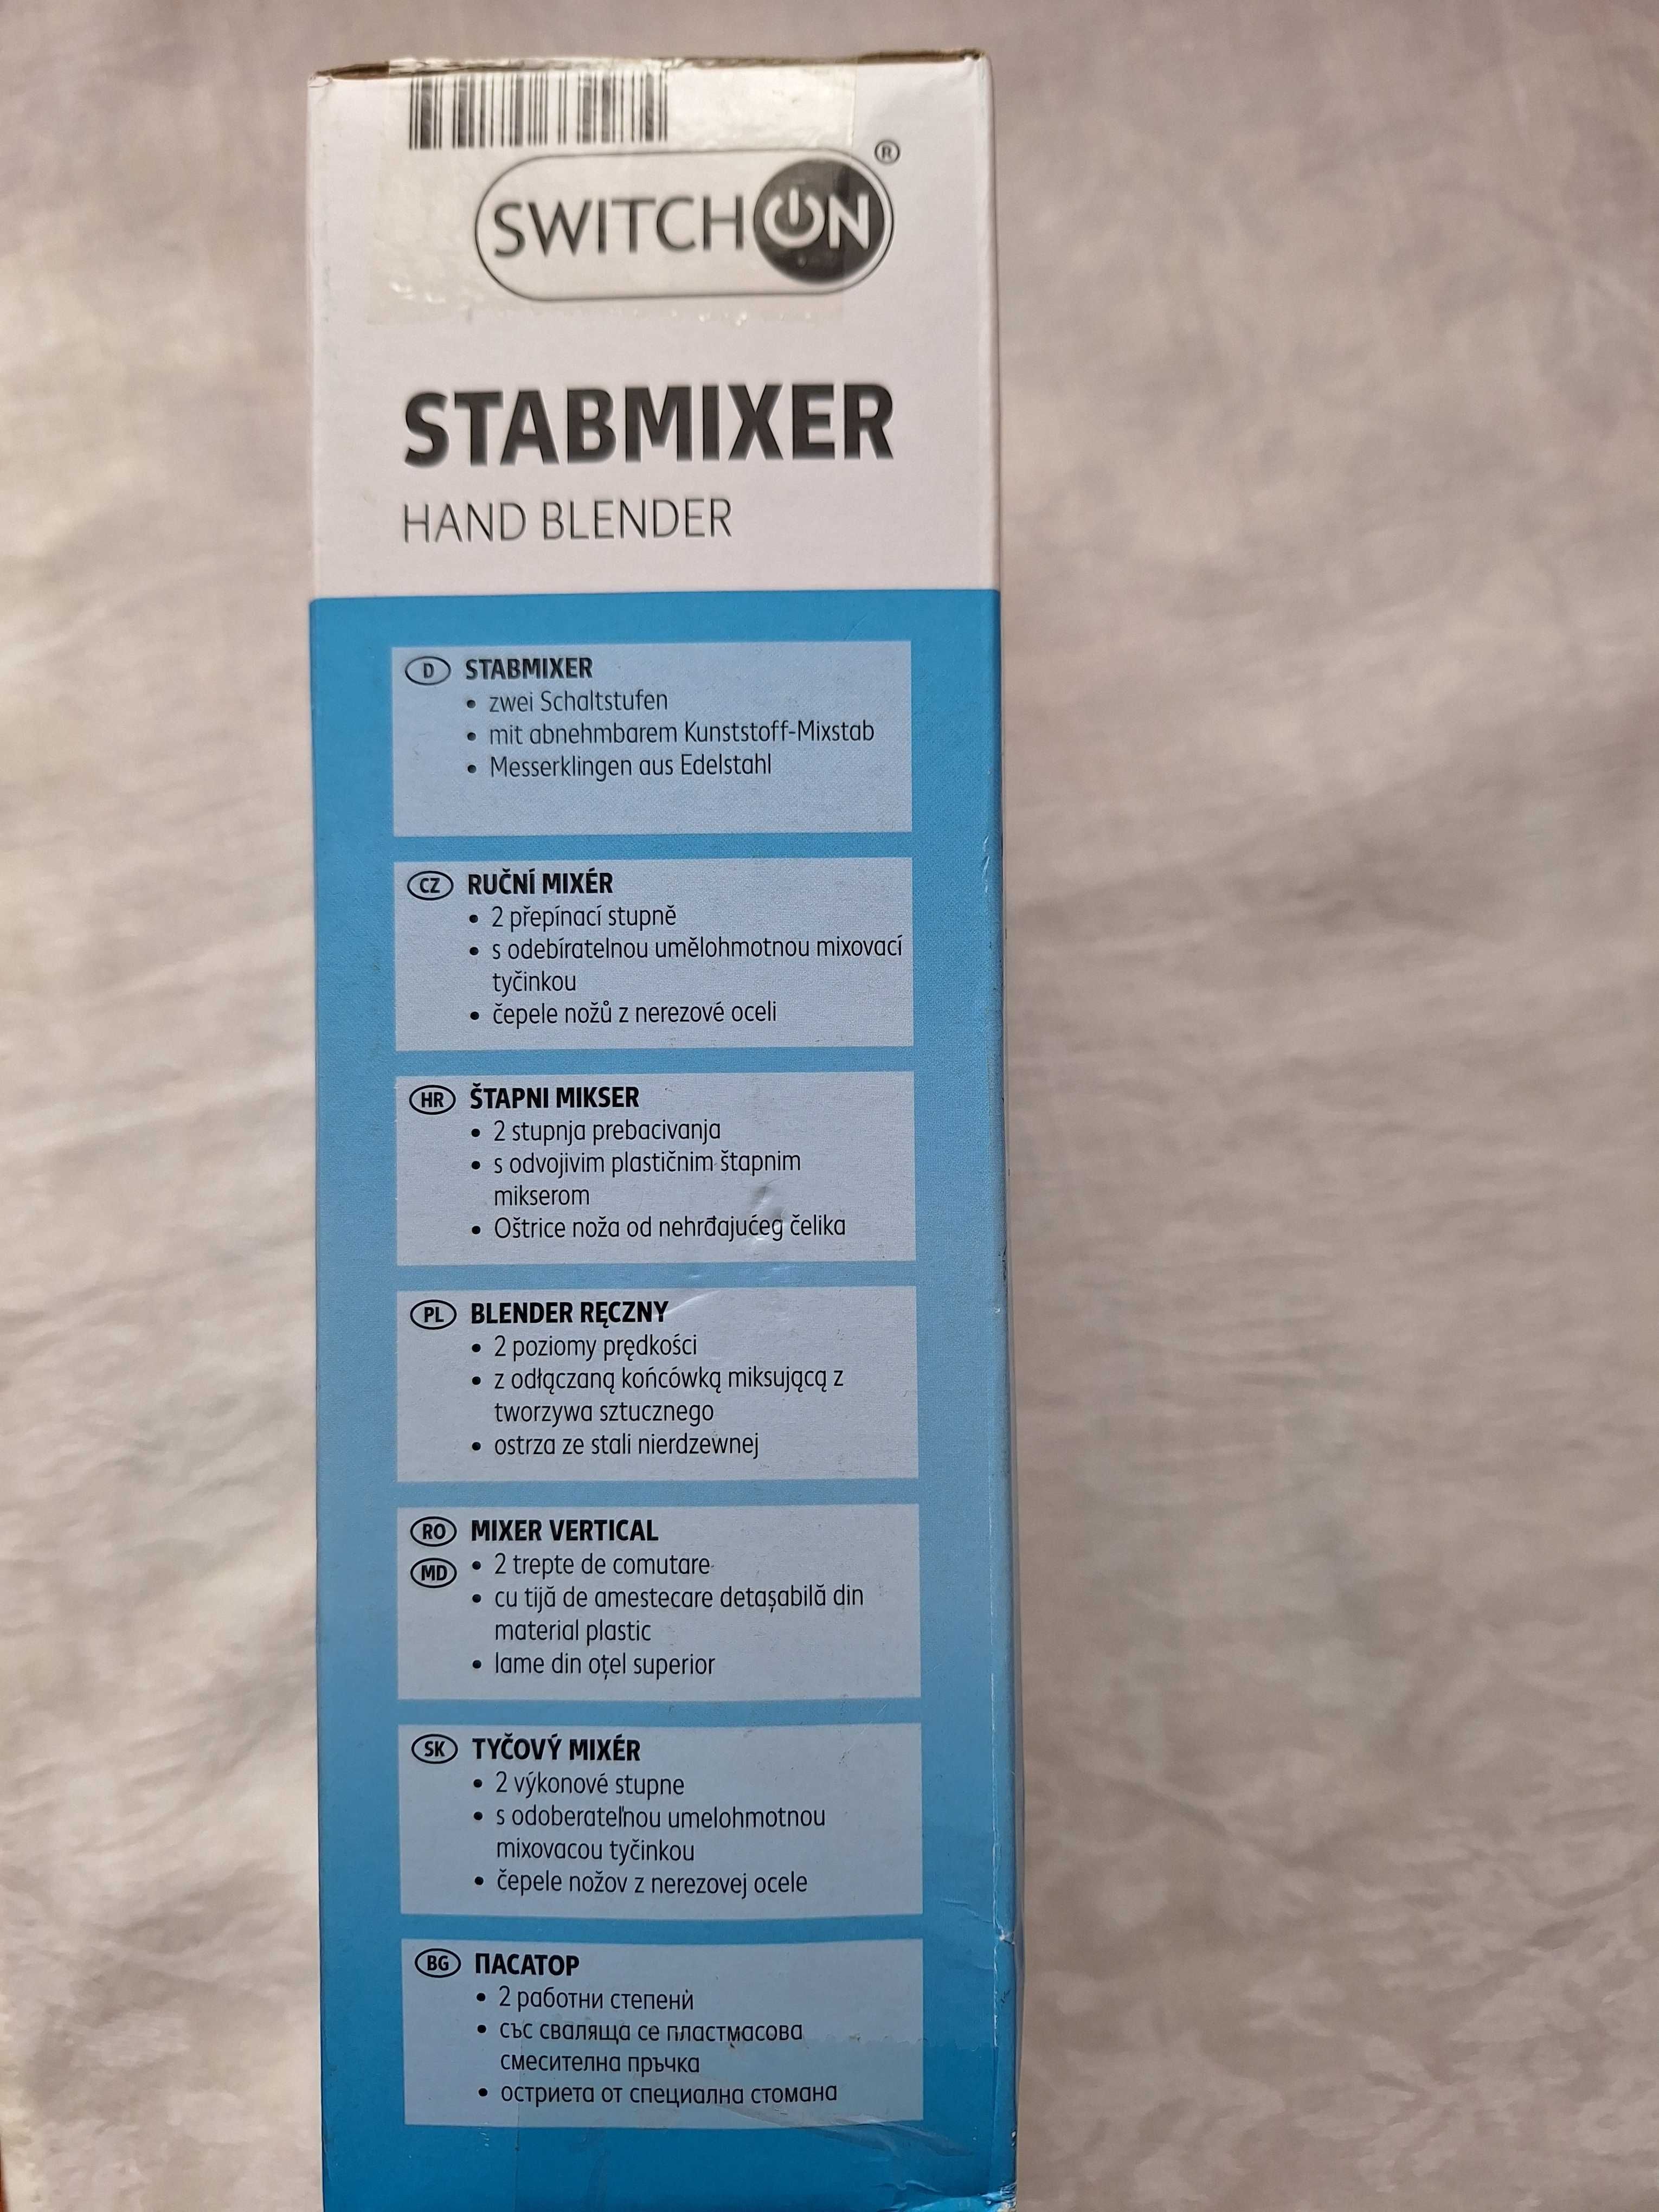 SWITCHON®
STABMIXER
HAND BLENDER
D STABMIXER
• zwei Schaltstufen
• mit abnehmbarem Kunststoff-Mixstab
• Messerklingen aus Edelstahl
CZ RUČNÍ MIXÉR
• 2 přepínací stupně
• s odebíratelnou umělohmotnou mixovací
tyčinkou
• čepele nožů z nerezové oceli
HR ŠTAPNI MIKSER
• 2 stupnja prebacivanja
• s odvojivim plastičnim štapnim
mikserom
• Oštrice noža od nehrđajućeg čelika
PL BLENDER RĘCZNY
• 2 poziomy prędkości
• z odłączaną końcówką miksującą z
tworzywa sztucznego
• ostrza ze stali nierdzewnej
RO MIXER VERTICAL
MD • 2 trepte de comutare
• cu tijă de amestecare detașabilă din
material plastic
• lame din oțel superior
SK TYČOVÝ MIXÉR
• 2 výkonové stupne
• s odoberateľnou umelohmotnou
mixovacou tyčinkou
• čepele nožov z nerezovej ocele
BG ПАСАТОР
• 2 работни степени
• със сваляща се пластмасова
смесителна пръчка
• остриета от специална стомана